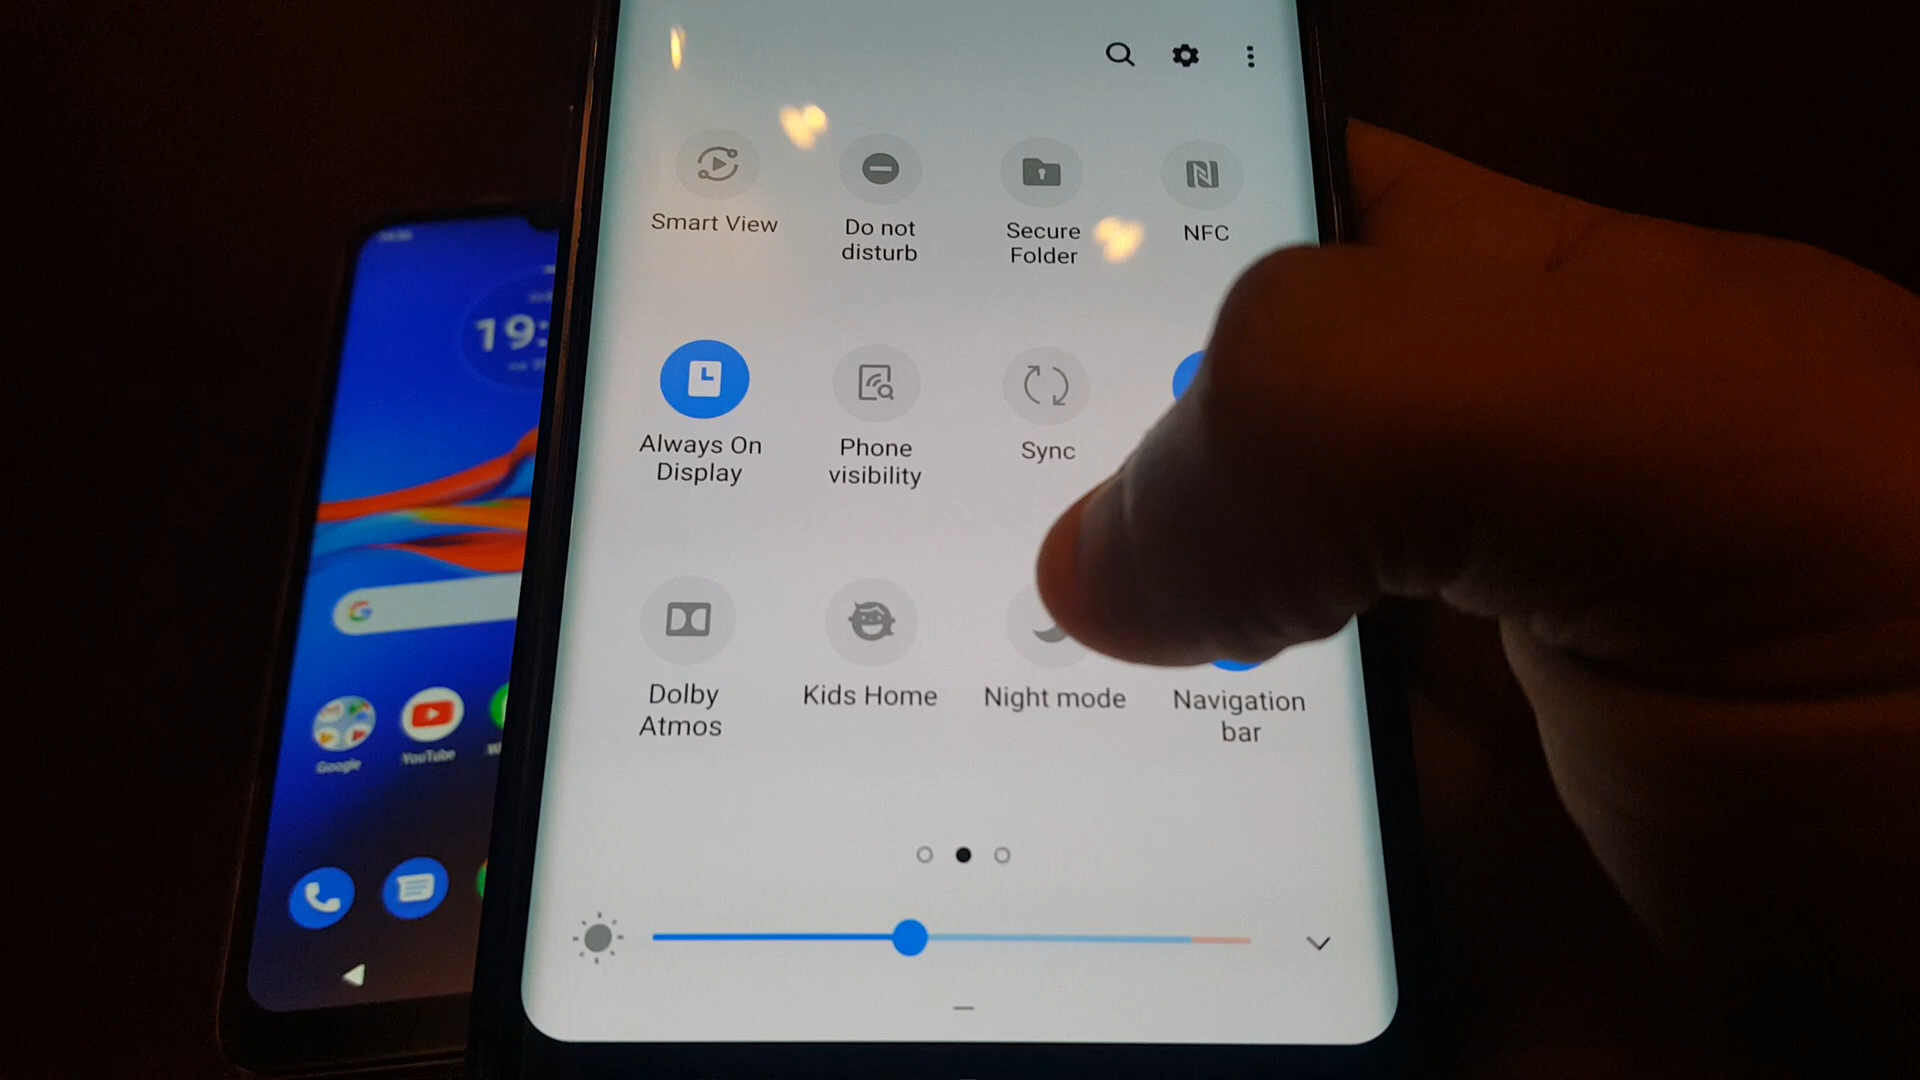 Smart View
Do not
disturb
Secure
Folder
NFC
Always On
Display
Phone
visibility
Sync
Dolby
Atmos
Kids Home
Night mode
Navigation
bar
19:
Google
YouTube